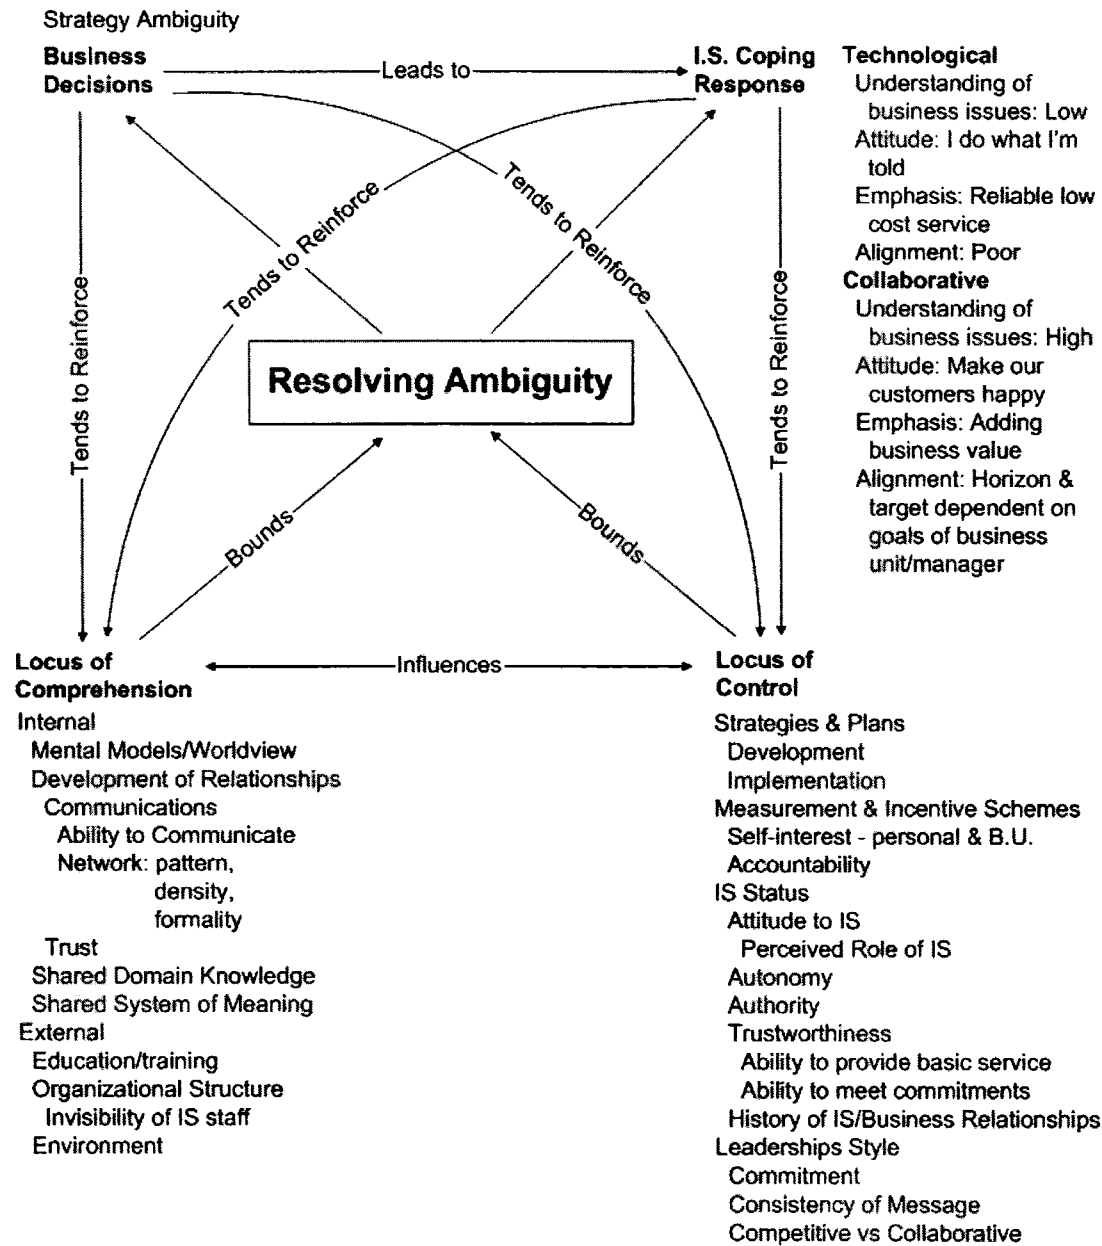 Strategy Ambiguity
Business
Decisions
Leads to
I.S. Coping
Response
Technological
Understanding of
business issues: Low
Attitude: I do what I'm
told
Emphasis: Reliable low
cost service
Alignment: Poor
Collaborative
Understanding of
business issues: High
Attitude: Make our
customers happy
Emphasis: Adding
business value
Alignment: Horizon &
target dependent on
goals of business
unit/manager
Tends to Reinforce
Tends to Reinforce
Tends to Reinforce
Tends to Reinforce
Resolving Ambiguity
Bounds
Bounds
Locus of
Comprehension
Influences
Locus of
Control
Internal
Mental Models/Worldview
Development of Relationships
Communications
Ability to Communicate
Network: pattern,
density,
formality
Trust
Shared Domain Knowledge
Shared System of Meaning
External
Education/training
Organizational Structure
Invisibility of IS staff
Environment
Strategies & Plans
Development
Implementation
Measurement & Incentive Schemes
Self-interest - personal & B.U.
Accountability
IS Status
Attitude to IS
Perceived Role of IS
Autonomy
Authority
Trustworthiness
Ability to provide basic service
Ability to meet commitments
History of IS/Business Relationships
Leaderships Style
Commitment
Consistency of Message
Competitive vs Collaborative